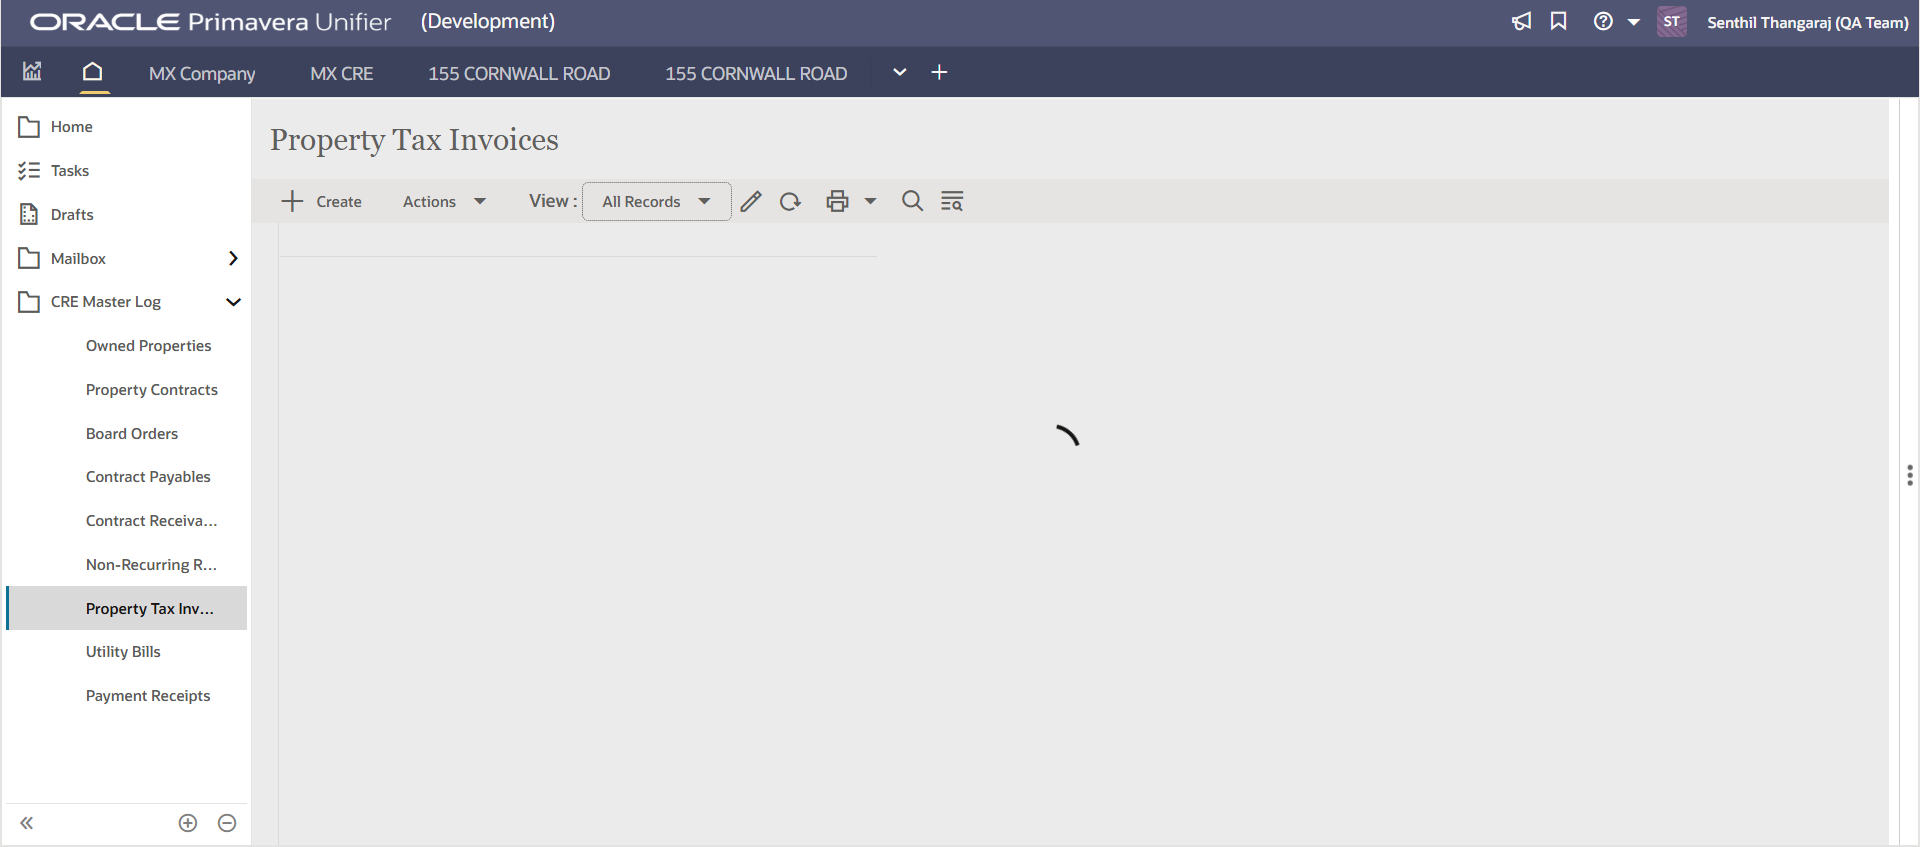 ORACLE Primavera Unifier (Development)
ST Senthil Thangaraj (QA Team)
MX Company MX CRE 155 CORNWALL ROAD 155 CORNWALL ROAD
Home
Tasks
Drafts
Mailbox
CRE Master Log
Owned Properties
Property Contracts
Board Orders
Contract Payables
Contract Receiva...
Non-Recurring R...
Property Tax Inv...
Utility Bills
Payment Receipts
Property Tax Invoices
Create Actions View : All Records